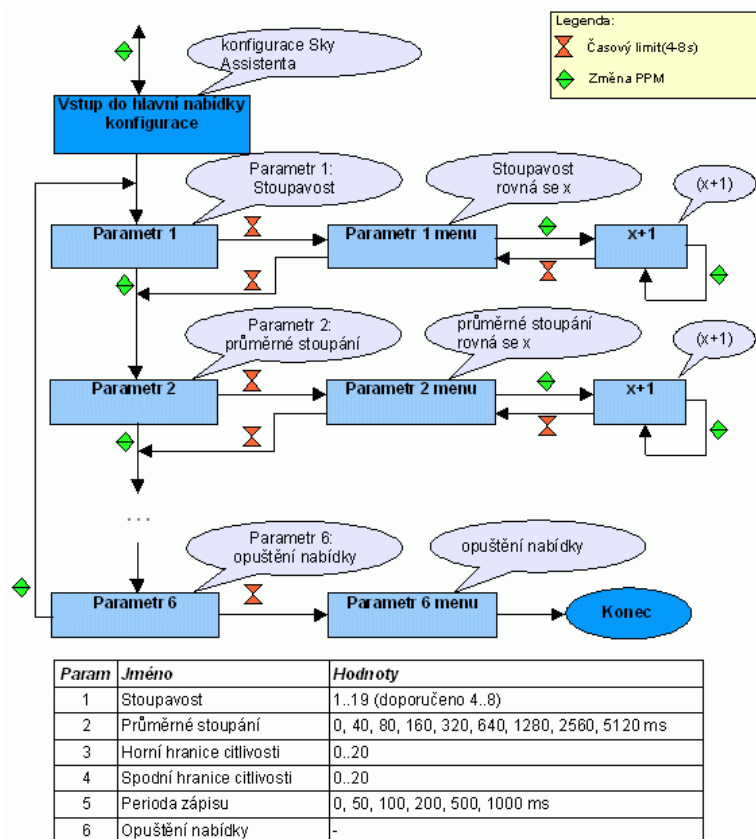 Legenda:
Časový limit(4-8s)
Změna PPM
konfigurace Sky
Assistenta
Vstup do hlavní nabídky
konfigurace
Parametr 1:
Stoupavost
Stoupavost
rovná se x
(x+1)
Parametr 1
Parametr 1 menu
x+1
Parametr 2:
průměrné stoupání
průměrné stoupání
rovná se x
(x+1)
Parametr 2
Parametr 2 menu
x+1
...
Parametr 6:
opuštění nabídky
opuštění nabídky
Parametr 6
Parametr 6 menu
Konec
Param Jméno Hodnoty
1 Stoupavost 1..19 (doporučeno 4..8)
2 Průměrné stoupání 0, 40, 80, 160, 320, 640, 1280, 2560, 5120 ms
3 Horní hranice citlivosti 0..20
4 Spodní hranice citlivosti 0..20
5 Perioda zápisu 0, 50, 100, 200, 500, 1000 ms
6 Opuštění nabídky -